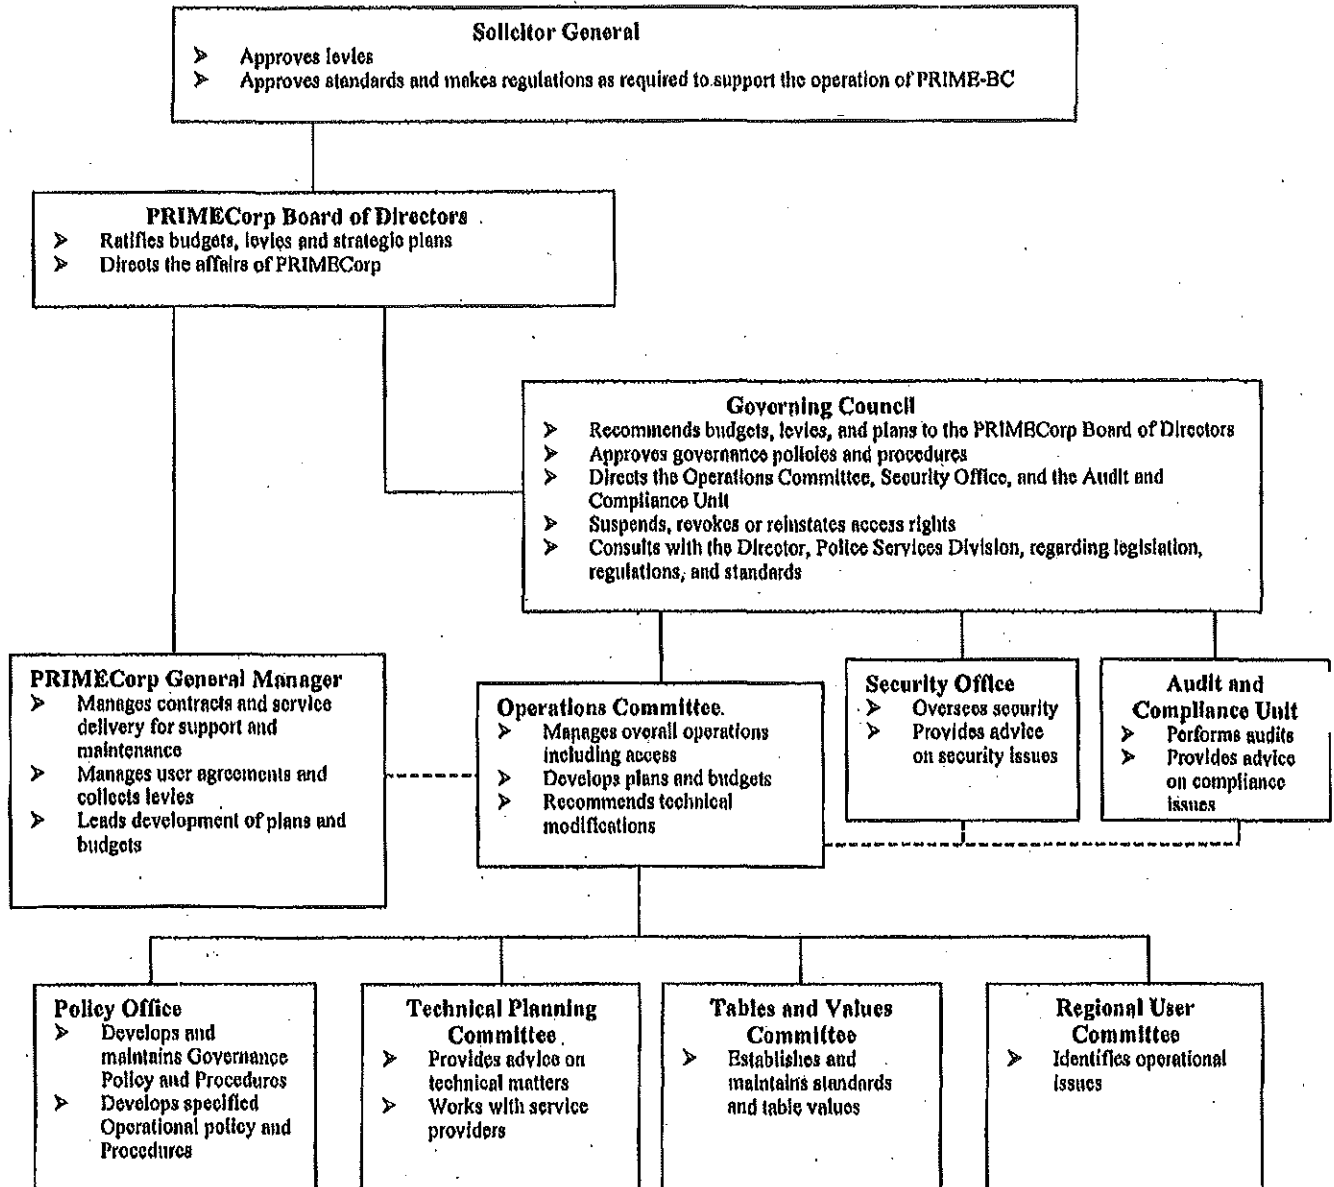 Solicitor General
➢ Approves levies
➢ Approves standards and makes regulations as required to support the operation of PRIME-BC
PRIMECorp Board of Directors
➢ Ratifies budgets, levies and strategic plans
➢ Directs the affairs of PRIMECorp
Governing Council
➢ Recommends budgets, levies, and plans to the PRIMECorp Board of Directors
➢ Approves governance policies and procedures
➢ Directs the Operations Committee, Security Office, and the Audit and
Compliance Unit
➢ Suspends, revokes or reinstates access rights
➢ Consults with the Director, Police Services Division, regarding legislation,
regulations, and standards
PRIMECorp General Manager
➢ Manages contracts and service
delivery for support and
maintenance
➢ Manages user agreements and
collects levies
➢ Leads development of plans and
budgets
Operations Committee.
➢ Manages overall operations
including access
➢ Develops plans and budgets
➢ Recommends technical
modifications
Security Office
➢ Oversees security
➢ Provides advice
on security issues
Audit and
Compliance Unit
➢ Performs audits
➢ Provides advice
on compliance
issues
Policy Office
➢ Develops and
maintains Governance
Policy and Procedures
➢ Develops specified
Operational policy and
Procedures
Technical Planning
Committee.
➢ Provides advice on
technical matters
➢ Works with service
providers
Tables and Values
Committee
➢ Establishes and
maintains standards
and table values
Regional User
Committee
➢ Identifies operational
issues